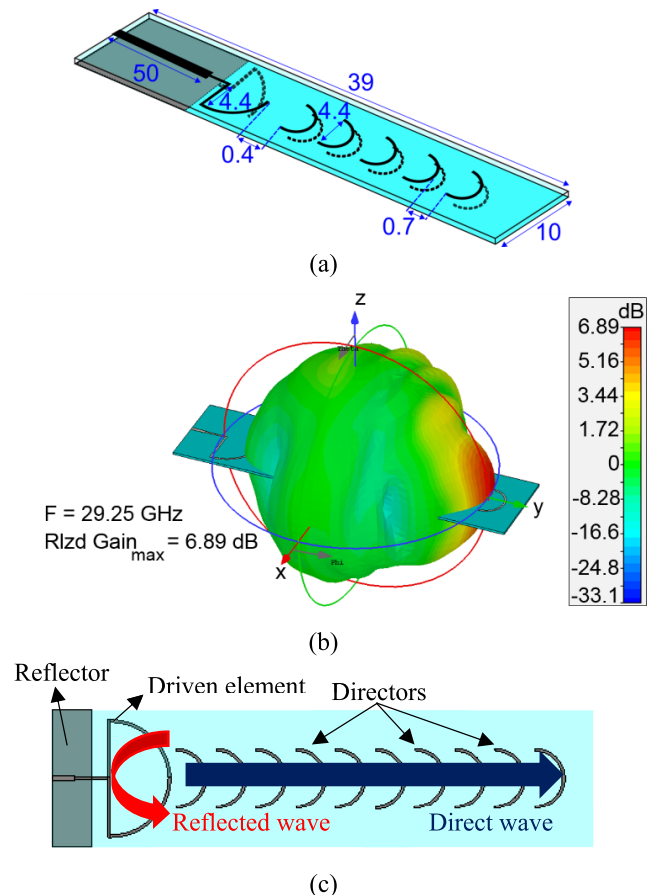 39
50
4.4
4.4
0.4
0.7
10
(a)
z
dB
6.89
5.16
3.44
1.72
0
-8.28
-16.6
-24.8
-33.1
Theta
y
F = 29.25 GHz
Rlzd Gainmax = 6.89 dB
x
Phi
(b)
Reflector
Driven element
Directors
Reflected wave
Direct wave
(c)